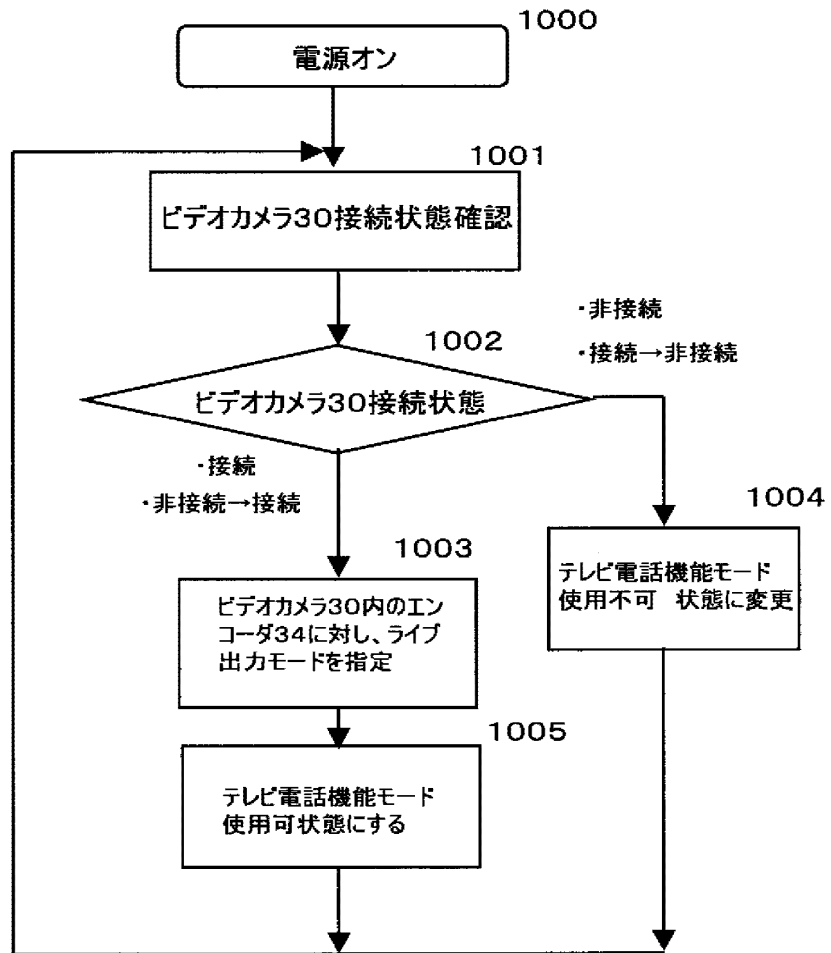 1000
電源オン
1001
ビデオカメラ30接続状態確認
・非接続
・接続→非接続
1002
ビデオカメラ30接続状態
・接続
・非接続→接続
1004
テレビ電話機能モード
使用不可 状態に変更
1003
ビデオカメラ30内のエン
コーダ34に対し、ライブ
出力モードを指定
1005
テレビ電話機能モード
使用可状態にする